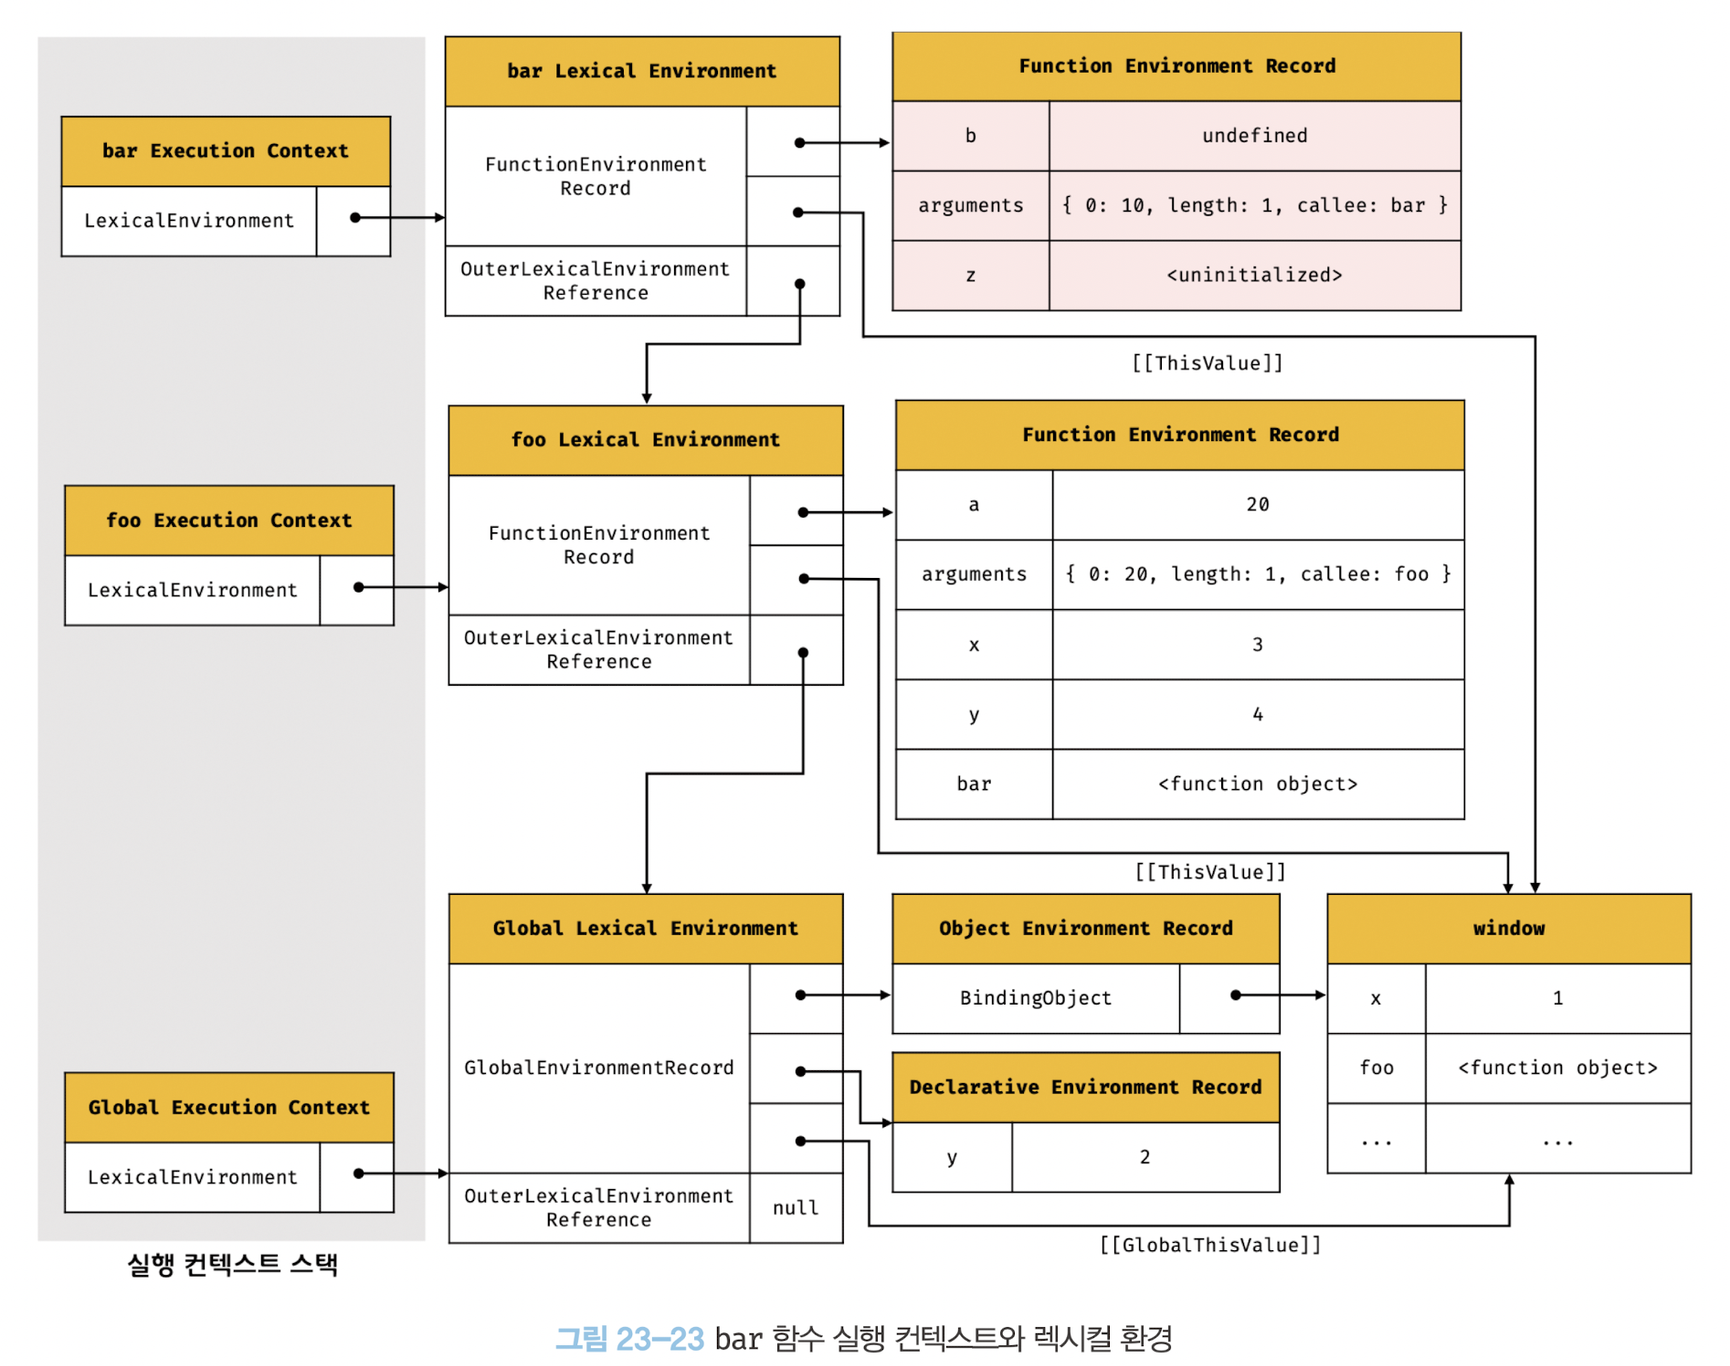 bar Lexical Environment
Function Environment Record
bar Execution Context
LexicalEnvironment
FunctionEnvironment
Record
OuterLexicalEnvironment
Reference
b undefined
arguments { 0: 10, length: 1, callee: bar }
z <uninitialized>
[[ThisValue]]
foo Lexical Environment
Function Environment Record
foo Execution Context
LexicalEnvironment
FunctionEnvironment
Record
OuterLexicalEnvironment
Reference
a 20
arguments { 0: 20, length: 1, callee: foo }
x 3
y 4
bar <function object>
[[ThisValue]]
Global Lexical Environment
Object Environment Record
window
BindingObject
x 1
GlobalEnvironmentRecord
foo <function object>
Declarative Environment Record
... ...
Global Execution Context
LexicalEnvironment
y 2
OuterLexicalEnvironment
Reference
null
[[GlobalThisValue]]
실행 컨텍스트 스택
그림 23-23 bar 함수 실행 컨텍스트와 렉시컬 환경